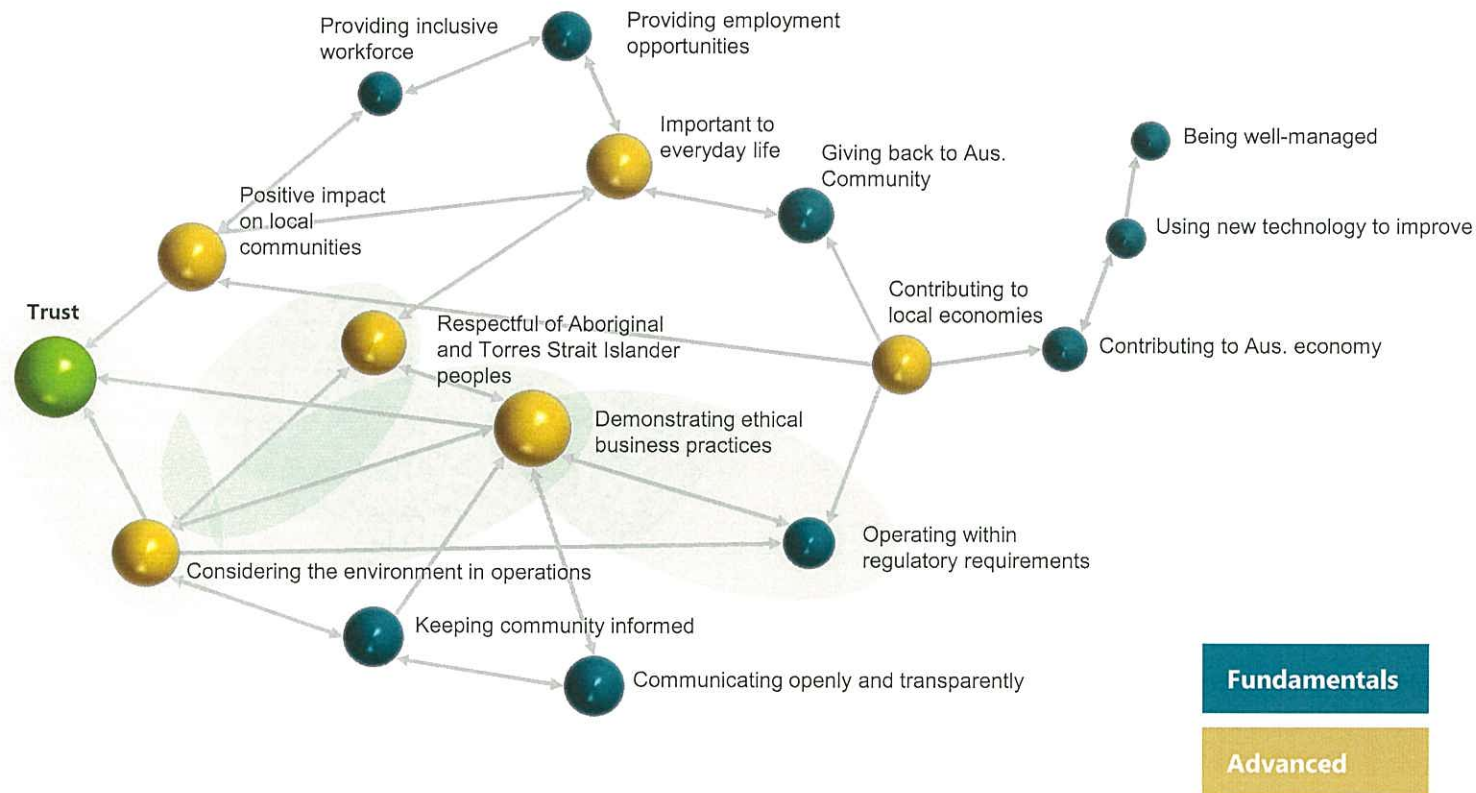 Providing inclusive
workforce
Providing employment
opportunities
Important to
everyday life
Giving back to Aus.
Community
Being well-managed
Using new technology to improve
Positive impact
on local
communities
Contributing to
local economies
Contributing to Aus. economy
Trust
Respectful of Aboriginal
and Torres Strait Islander
peoples
Demonstrating ethical
business practices
Operating within
regulatory requirements
Considering the environment in operations
Keeping community informed
Communicating openly and transparently
Fundamentals
Advanced